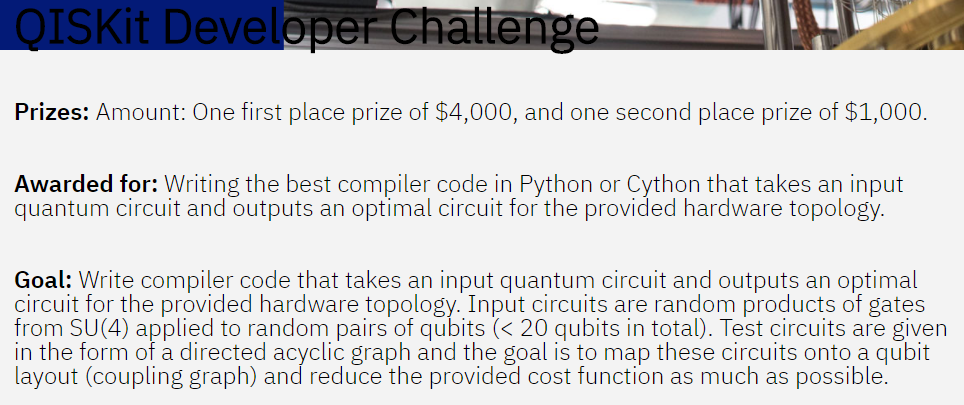 QISKit Developer Challenge
Prizes: Amount: One first place prize of $4,000, and one second place prize of $1,000.
Awarded for: Writing the best compiler code in Python or Cython that takes an input
quantum circuit and outputs an optimal circuit for the provided hardware topology.
Goal: Write compiler code that takes an input quantum circuit and outputs an optimal
circuit for the provided hardware topology. Input circuits are random products of gates
from SU(4) applied to random pairs of qubits (< 20 qubits in total). Test circuits are given
in the form of a directed acyclic graph and the goal is to map these circuits onto a qubit
layout (coupling graph) and reduce the provided cost function as much as possible.